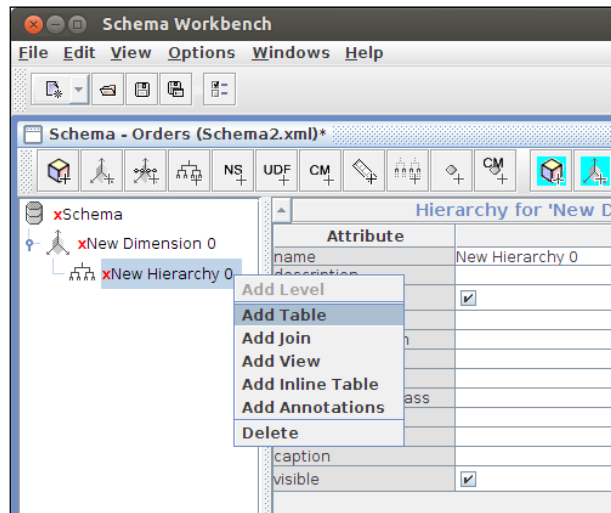 Schema Workbench
File Edit View Options Windows Help
Schema - Orders (Schema2.xml)*
NS UDF CM CM
xSchema
xNew Dimension 0
xNew Hierarchy 0
Hierarchy for 'New D
Attribute
name New Hierarchy 0
description
Add Level
Add Table
Add Join
Add View
Add Inline Table
ass
Add Annotations
Delete
caption
visible